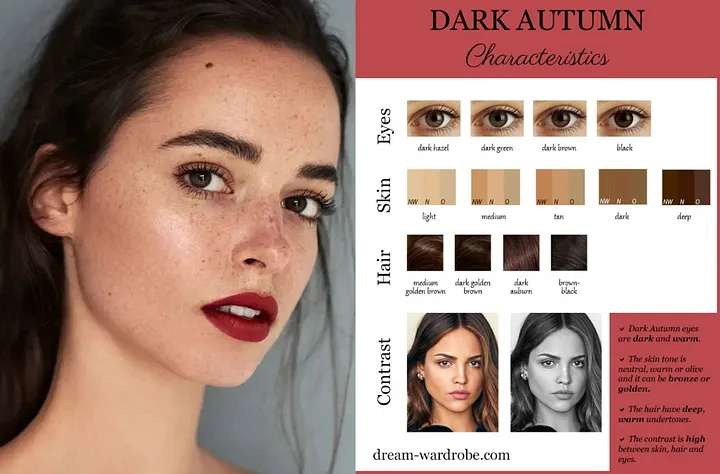 DARK AUTUMN
Characteristics
Eyes
dark hazel
dark green
dark brown
black
Skin
NW N O
NW N O
NW N O
NW N O
NW N O
light
medium
tan
dark
deep
Hair
medium
golden brown
dark golden
brown
dark
auburn
brown-
black
Contrast
✔ Dark Autumn eyes
are dark and warm.
✔ The skin tone is
neutral, warm or olive
and it can be bronze or
golden.
✔ The hair have deep,
warm undertones.
✔ The contrast is high
between skin, hair and
eyes.
dream-wardrobe.com